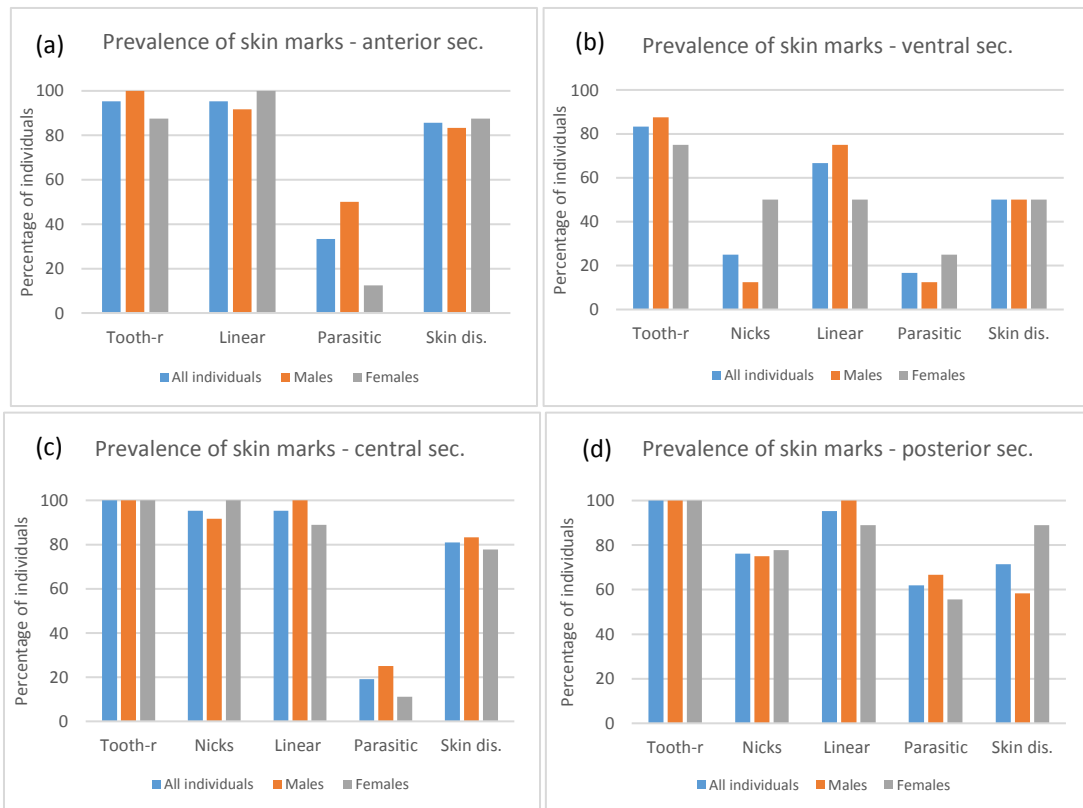 (a) Prevalence of skin marks - anterior sec.
Percentage of individuals
100
80
60
40
20
0
Tooth-r Linear Parasitic Skin dis.
All individuals Males Females
(b) Prevalence of skin marks - ventral sec.
Percentage of individuals
100
80
60
40
20
0
Tooth-r Nicks Linear Parasitic Skin dis.
All individuals Males Females
(c) Prevalence of skin marks - central sec.
Percentage of individuals
100
80
60
40
20
0
Tooth-r Nicks Linear Parasitic Skin dis.
All individuals Males Females
(d) Prevalence of skin marks - posterior sec.
Percentage of individuals
100
80
60
40
20
0
Tooth-r Nicks Linear Parasitic Skin dis.
All individuals Males Females